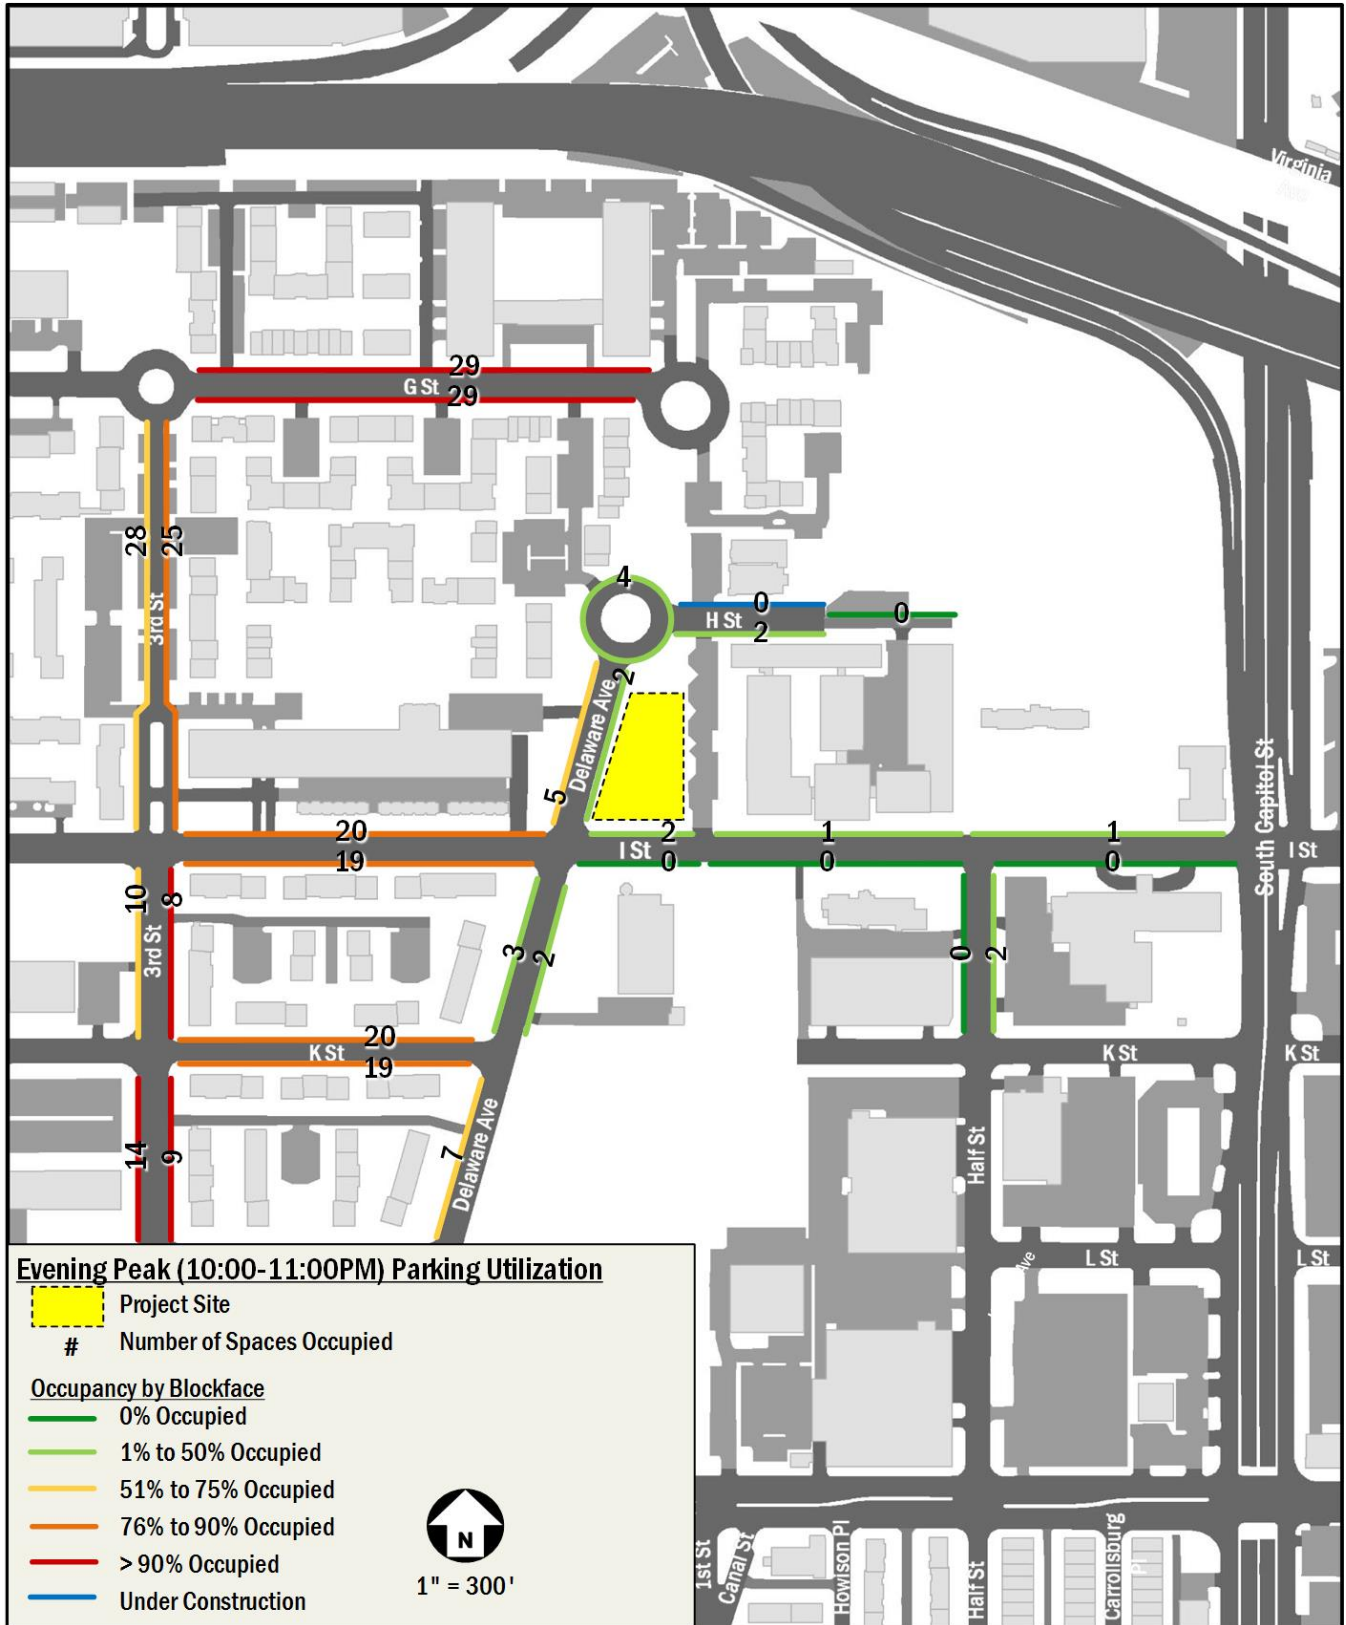 Virginia
29
G St
29
28
25
3rd St
4
0
H St
2
0
2
Delaware Ave
5
20
19
2
I St
0
1
0
1
0
South Capitol St
I St
10
8
3rd St
3
2
0
2
20
K St
19
K St
K St
14
9
7
Delaware Ave
Half St
Ave
L St
L St
Evening Peak (10:00-11:00PM) Parking Utilization
Project Site
# Number of Spaces Occupied
Occupancy by Blockface
0% Occupied
1% to 50% Occupied
51% to 75% Occupied
76% to 90% Occupied
> 90% Occupied
Under Construction
N
1" = 300'
1st St
Canal St
Howison Pl
Half St
Carrollsburg
Pl